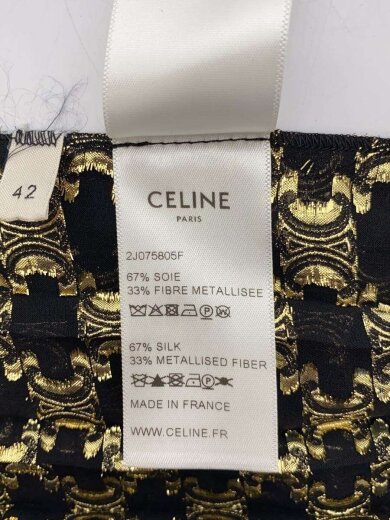 42
CELINE
PARIS
2J075805F
67% SOIE
33% FIBRE METALLISEE
67% SILK
33% METALLISED FIBER
MADE IN FRANCE
WWW.CELINE.FR